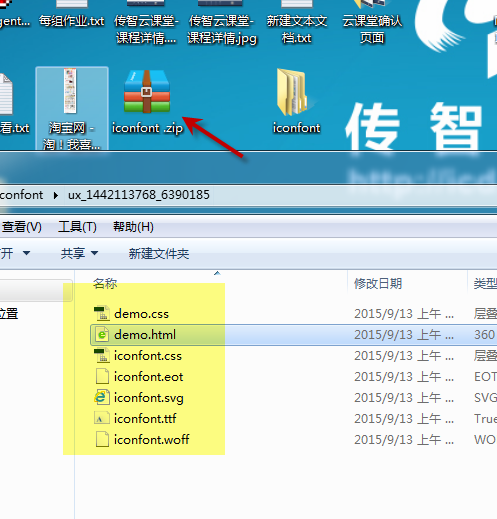 gent...
每组作业.txt
传智云课堂-
课程详情....
传智云课堂-
课程详情.jpg
新建文本文
档.txt
云课堂确认
页面
看.txt
淘宝网 -
淘！我喜...
iconfont .zip
iconfont
传智
http://icd
confont
ux_1442113768_6390185
查看(V)
工具(T)
帮助(H)
开
共享
新建文件夹
名称
修改日期
类型
位置
demo.css
2015/9/13 上午 ...
层叠
demo.html
2015/9/13 上午 ...
360
iconfont.css
2015/9/13 上午 ...
层叠
iconfont.eot
2015/9/13 上午 ...
EOT
iconfont.svg
2015/9/13 上午 ...
SVG
iconfont.ttf
2015/9/13 上午 ...
True
iconfont.woff
2015/9/13 上午 ...
WO